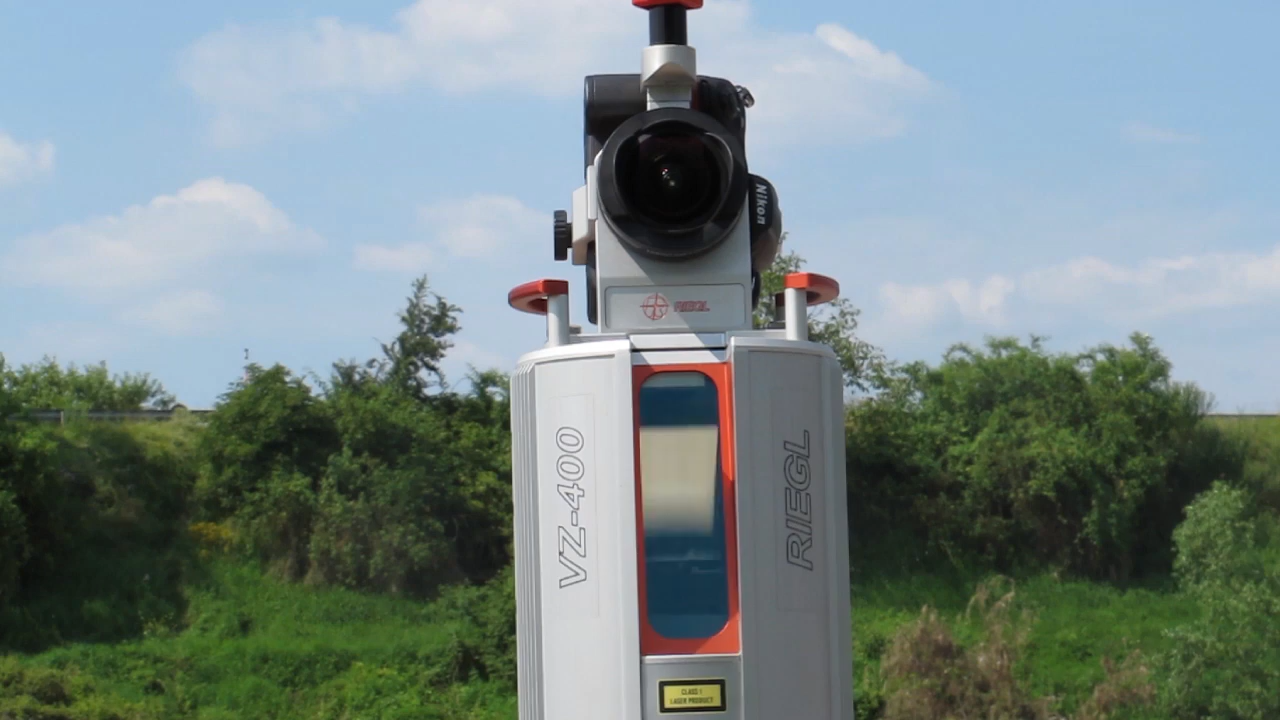 Nikon
RIEGL
VZ-400
RIEGL
CLASS 1
LASER PRODUCT